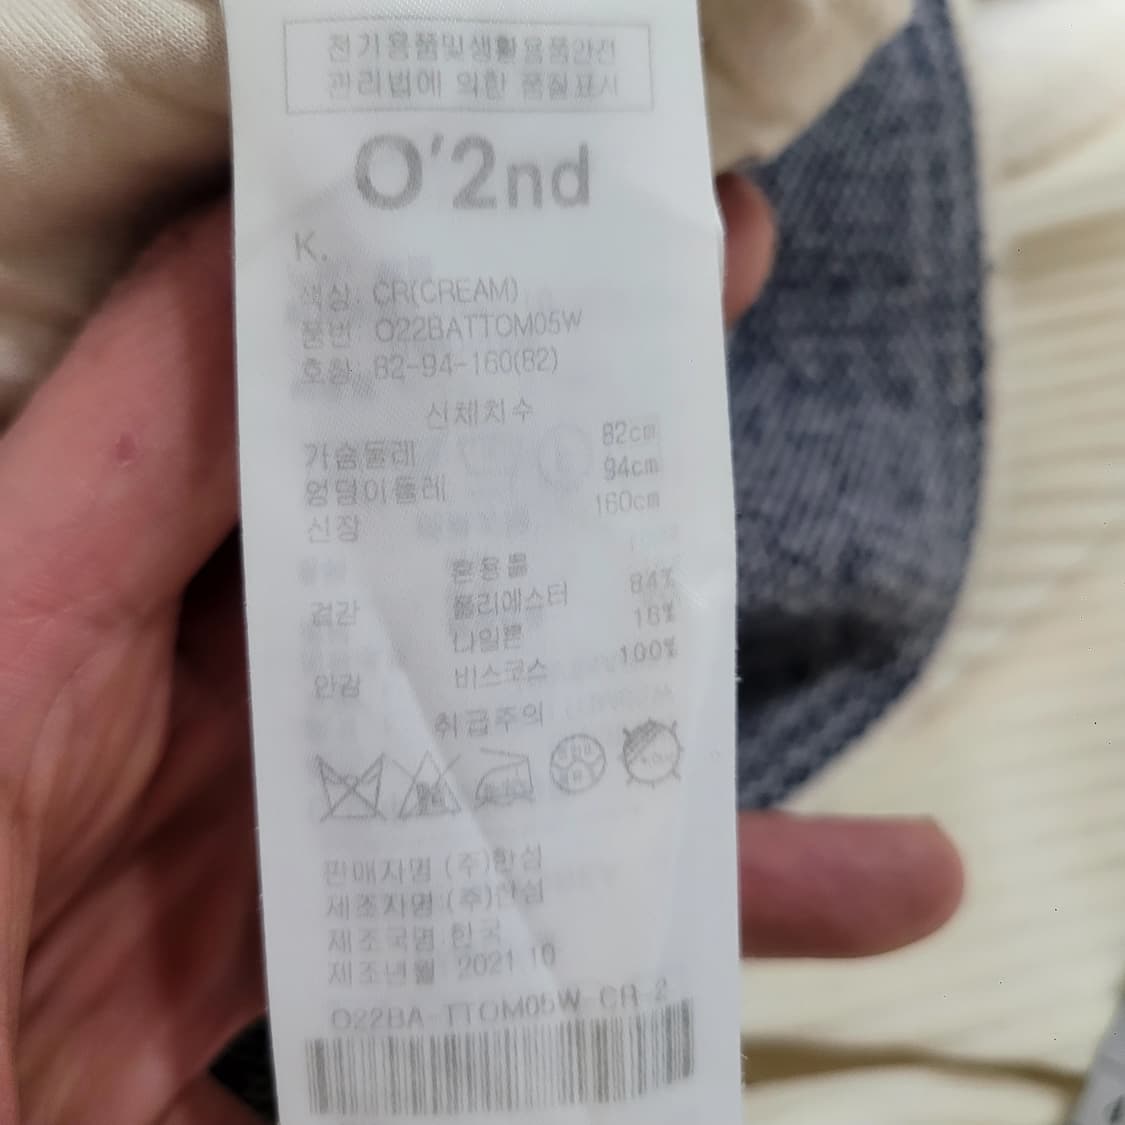 전기용품및생활용품안전
관리법에 의한 품질표시
O'2nd
K.
색상: CR(CREAM)
품번: O22BATTOM05W
호칭: 82-94-160(82)
신체치수
가슴둘레 82cm
엉덩이둘레 94cm
신장 160cm
혼용률
겉감 폴리에스터 84%
나일론 16%
안감 비스코스 100%
취급주의
판매자명 (주)한섬
제조자명 (주)한섬
제조국명 한국
제조년월 2021.10
O22BA-TTOM05W-CR-2